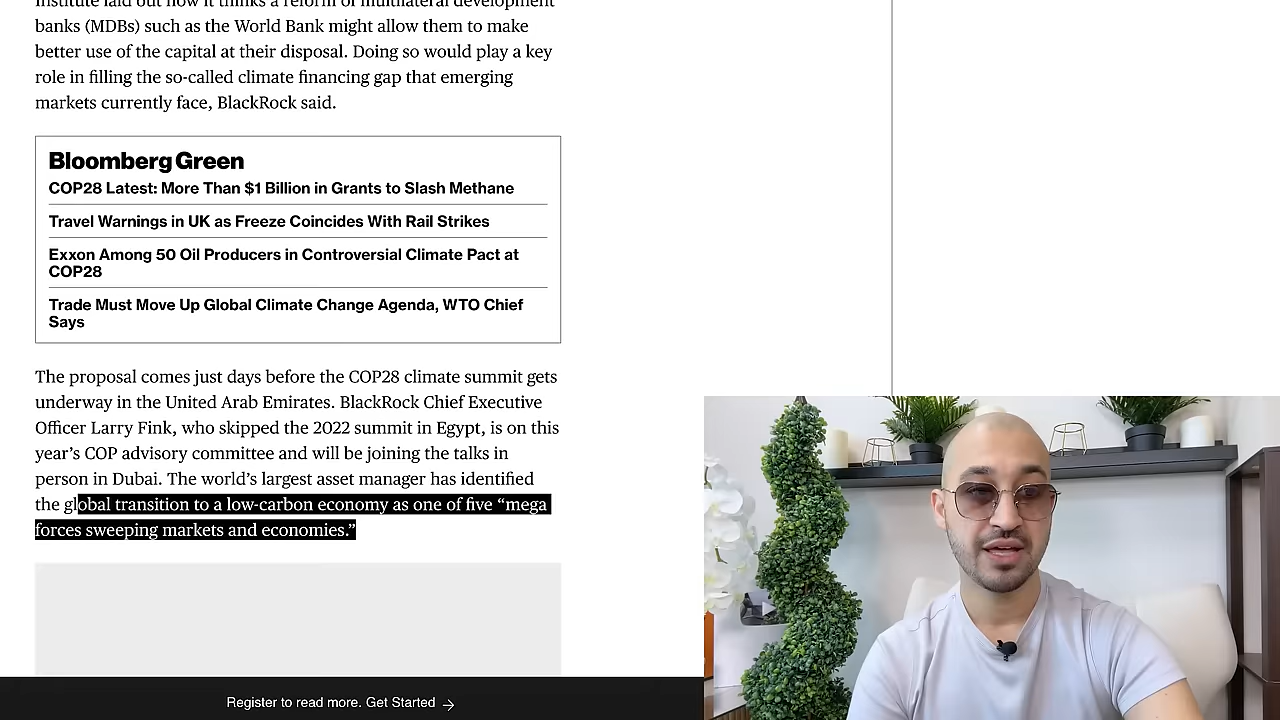 institute laid out how it thinks a reform of multilateral development
banks (MDBs) such as the World Bank might allow them to make
better use of the capital at their disposal. Doing so would play a key
role in filling the so-called climate financing gap that emerging
markets currently face, BlackRock said.
Bloomberg Green
COP28 Latest: More Than $1 Billion in Grants to Slash Methane
Travel Warnings in UK as Freeze Coincides With Rail Strikes
Exxon Among 50 Oil Producers in Controversial Climate Pact at
COP28
Trade Must Move Up Global Climate Change Agenda, WTO Chief
Says
The proposal comes just days before the COP28 climate summit gets
underway in the United Arab Emirates. BlackRock Chief Executive
Officer Larry Fink, who skipped the 2022 summit in Egypt, is on this
year’s COP advisory committee and will be joining the talks in
person in Dubai. The world’s largest asset manager has identified
the global transition to a low-carbon economy as one of five “mega
forces sweeping markets and economies.”
Register to read more. Get Started →